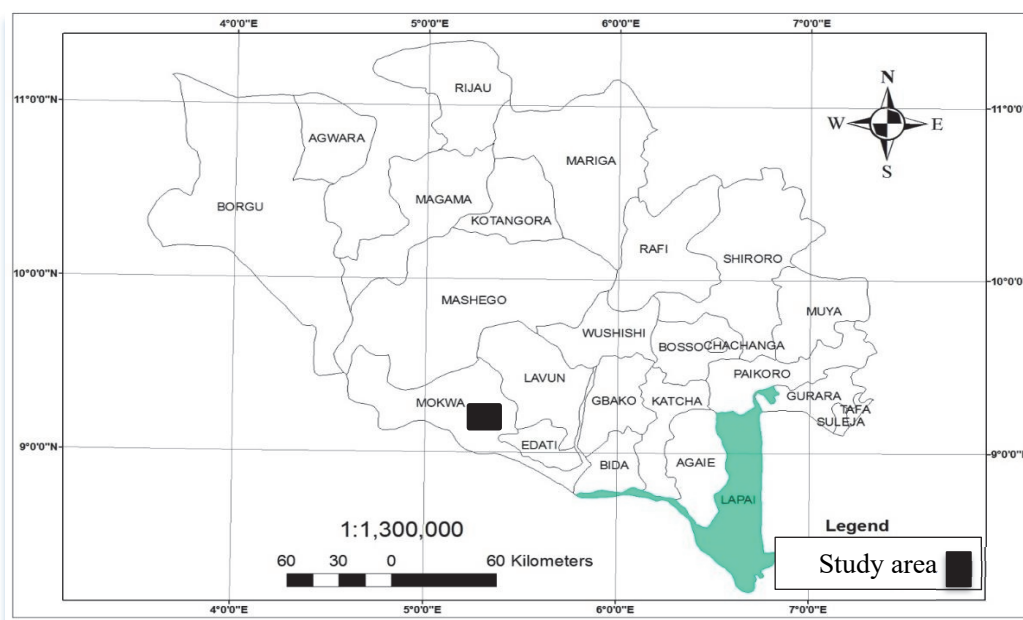 4°0'0"E 5°0'0"E 6°0'0"E 7°0'0"E
11°0'0"N
11°0'0"N
10°0'0"N
10°0'0"
9°0'0"N
9°0'0"N
N
W E
S
RIJAU
AGWARA
MARIGA
BORGU
MAGAMA
KOTANGORA
RAFI
SHIRORO
MASHEGO
MUYA
WUSHISHI
BOSSO CHACHANGA
PAIKORO
LAVUN
GURARA
MOKWA
GBAKO
KATCHA
TAFA
SULEJA
EDATI
BIDA
AGAIE
LAPAI
1:1,300,000
60 30 0 60 Kilometers
Legend
Study area
4°0'0"E 5°0'0"E 6°0'0"E 7°0'0"E